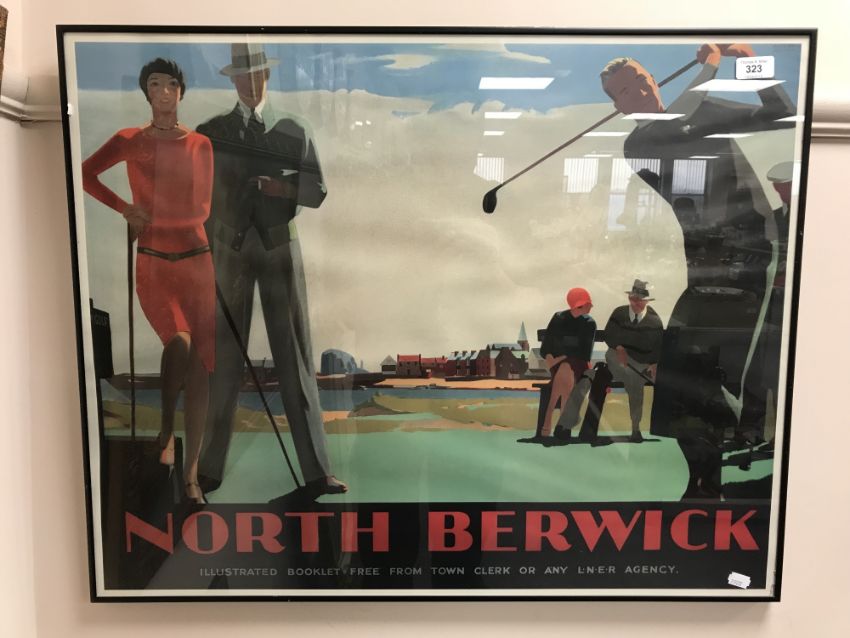 323
NORTH BERWICK
ILLUSTRATED BOOKLET FREE FROM TOWN CLERK OR ANY L·N·E·R AGENCY.